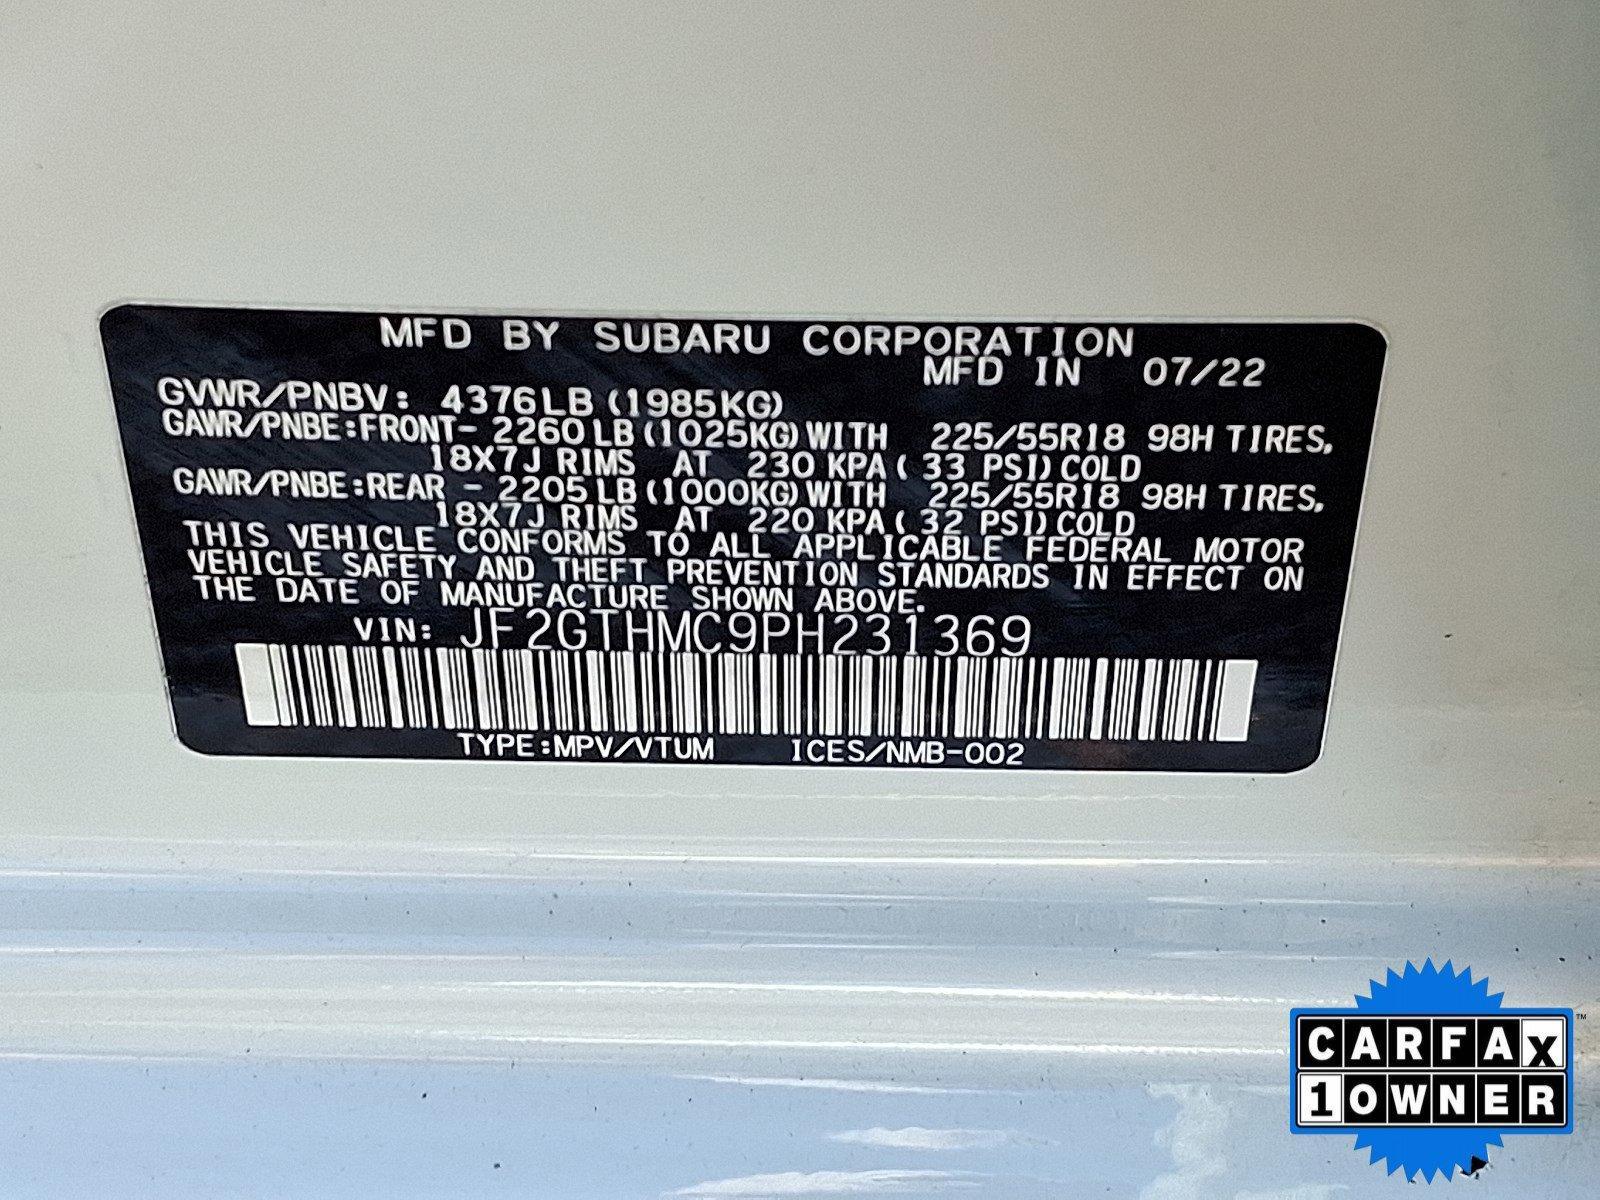 MFD BY SUBARU CORPORATION
MFD IN 07/22
GVWR/PNBV: 4376LB (1985KG)
GAWR/PNBE:FRONT- 2260LB (1025KG) WITH 225/55R18 98H TIRES,
18X7J RIMS AT 230 KPA ( 33 PSI) COLD
GAWR/PNBE:REAR - 2205LB (1000KG) WITH 225/55R18 98H TIRES,
18X7J RIMS AT 220 KPA ( 32 PSI) COLD
THIS VEHICLE CONFORMS TO ALL APPLICABLE FEDERAL MOTOR
VEHICLE SAFETY AND THEFT PREVENTION STANDARDS IN EFFECT ON
THE DATE OF MANUFACTURE SHOWN ABOVE.
VIN: JF2GTHMC9PH231369
TYPE:MPV/VTUM ICES/NMB-002
CARFAX™
1 OWNER